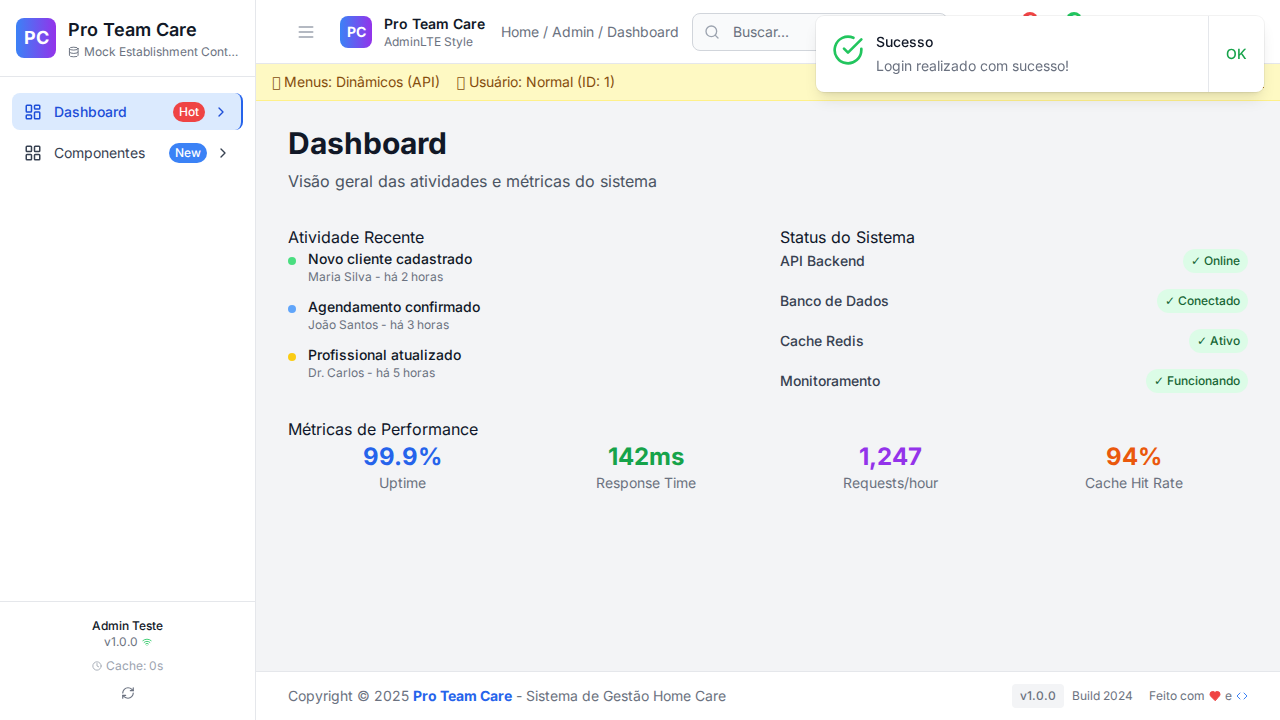 PC
Pro Team Care
Mock Establishment Cont...
Dashboard
Hot
Componentes
New
Admin Teste
v1.0.0
Cache: 0s
PC
Pro Team Care
AdminLTE Style
Home / Admin / Dashboard
Buscar...
Sucesso
Login realizado com sucesso!
OK
Menus: Dinâmicos (API)
Usuário: Normal (ID: 1)
Dashboard
Visão geral das atividades e métricas do sistema
Atividade Recente
Novo cliente cadastrado
Maria Silva - há 2 horas
Agendamento confirmado
João Santos - há 3 horas
Profissional atualizado
Dr. Carlos - há 5 horas
Status do Sistema
API Backend
✓ Online
Banco de Dados
✓ Conectado
Cache Redis
✓ Ativo
Monitoramento
✓ Funcionando
Métricas de Performance
99.9%
Uptime
142ms
Response Time
1,247
Requests/hour
94%
Cache Hit Rate
Copyright © 2025 Pro Team Care - Sistema de Gestão Home Care
v1.0.0
Build 2024
Feito com ❤ e <>